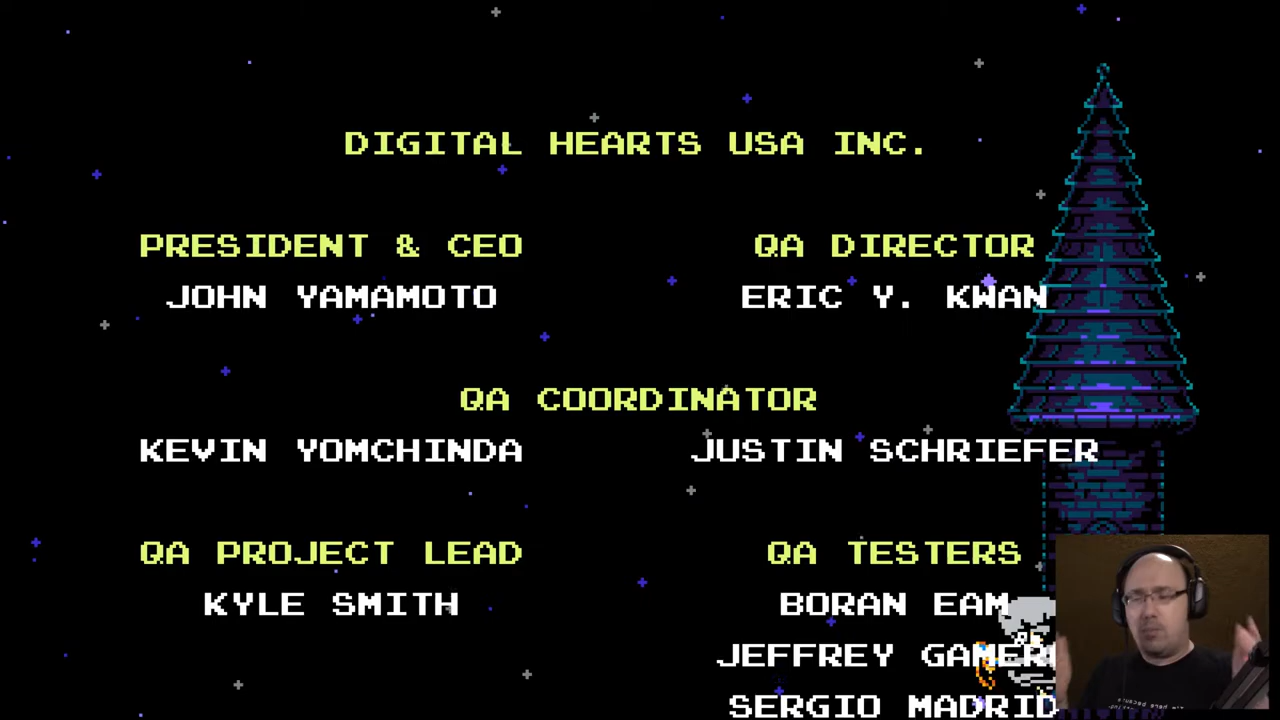 DIGITAL HEARTS USA INC.
PRESIDENT & CEO
JOHN YAMAMOTO
QA DIRECTOR
ERIC Y. KWAN
QA COORDINATOR
KEVIN YOMCHINDA
JUSTIN SCHRIEFER
QA PROJECT LEAD
KYLE SMITH
QA TESTERS
BORAN EAM
JEFFREY
SERGIO MADRID